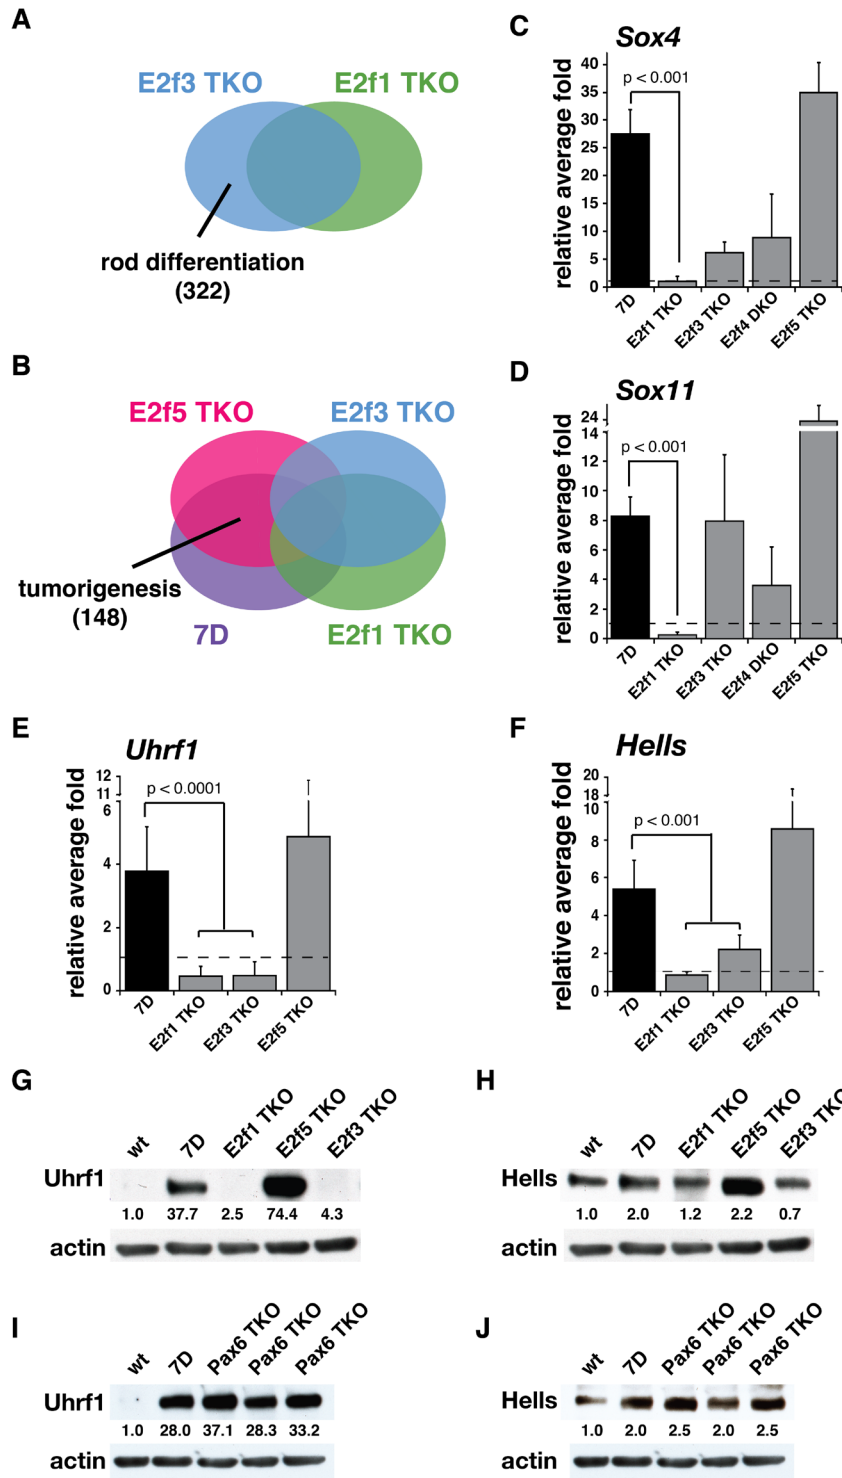 A
E2f3 TKO E2f1 TKO
rod differentiation
(322)
B
E2f5 TKO E2f3 TKO
tumorigenesis
(148)
7D E2f1 TKO
C
Sox4
relative average fold
40
35
30
25
20
15
10
5
0
p < 0.001
7D E2f1 TKO E2f3 TKO E2f4 DKO E2f5 TKO
D
Sox11
relative average fold
24
14
12
10
8
6
4
2
0
p < 0.001
7D E2f1 TKO E2f3 TKO E2f4 DKO E2f5 TKO
E
Uhrf1
relative average fold
12
11
6
4
2
0
p < 0.0001
7D E2f1 TKO E2f3 TKO E2f5 TKO
F
Hells
relative average fold
20
18
10
8
6
4
2
0
p < 0.001
7D E2f1 TKO E2f3 TKO E2f5 TKO
G
wt 7D E2f1 TKO E2f5 TKO E2f3 TKO
Uhrf1
1.0 37.7 2.5 74.4 4.3
actin
H
wt 7D E2f1 TKO E2f5 TKO E2f3 TKO
Hells
1.0 2.0 1.2 2.2 0.7
actin
I
wt 7D Pax6 TKO Pax6 TKO Pax6 TKO
Uhrf1
1.0 28.0 37.1 28.3 33.2
actin
J
wt 7D Pax6 TKO Pax6 TKO Pax6 TKO
Hells
1.0 2.0 2.5 2.0 2.5
actin